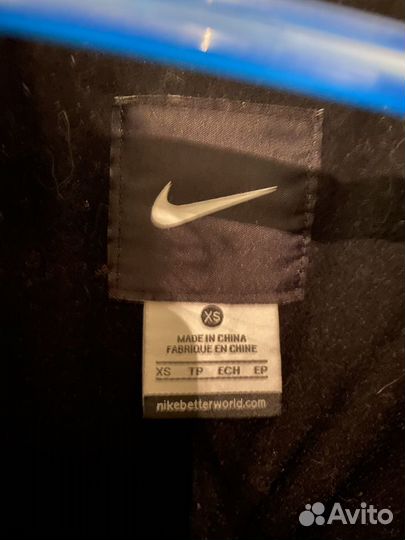 XS
MADE IN CHINA
FABRIQUE EN CHINE
XS TP ECH EP
nikebetterworld.com
Avito